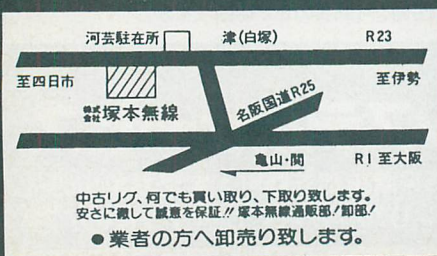 河芸駐在所
津(白塚)
R23
至四日市
至伊勢
株式会社 塚本無線
名阪国道R25
亀山・関
R1至大阪
中古リグ、何でも買い取り、下取り致します。
安さに徹して誠意を保証!!塚本無線通販部!卸部!
●業者の方へ卸売り致します。